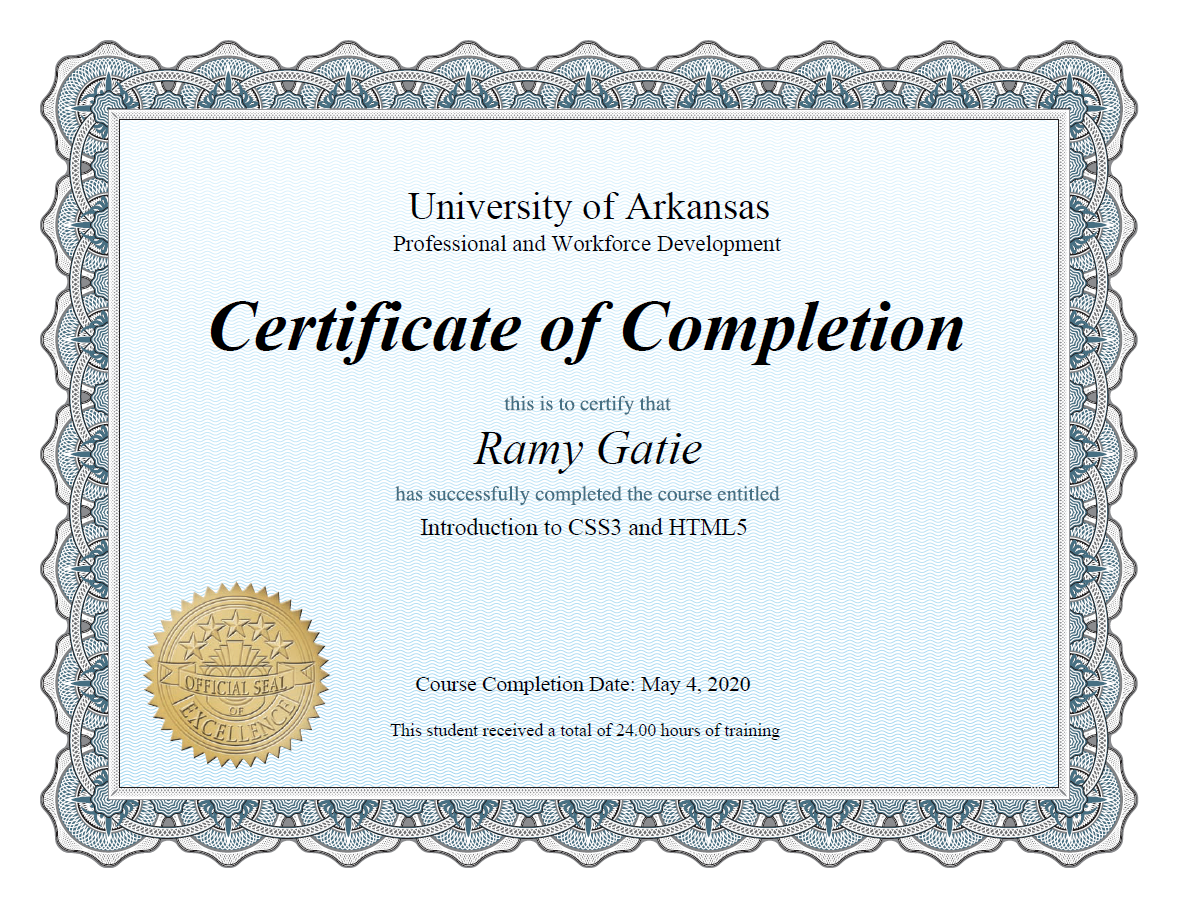 University of Arkansas
Professional and Workforce Development
Certificate of Completion
this is to certify that
Ramy Gatie
has successfully completed the course entitled
Introduction to CSS3 and HTML5
OFFICIAL SEAL
OF
EXCELLENCE
Course Completion Date: May 4, 2020
This student received a total of 24.00 hours of training